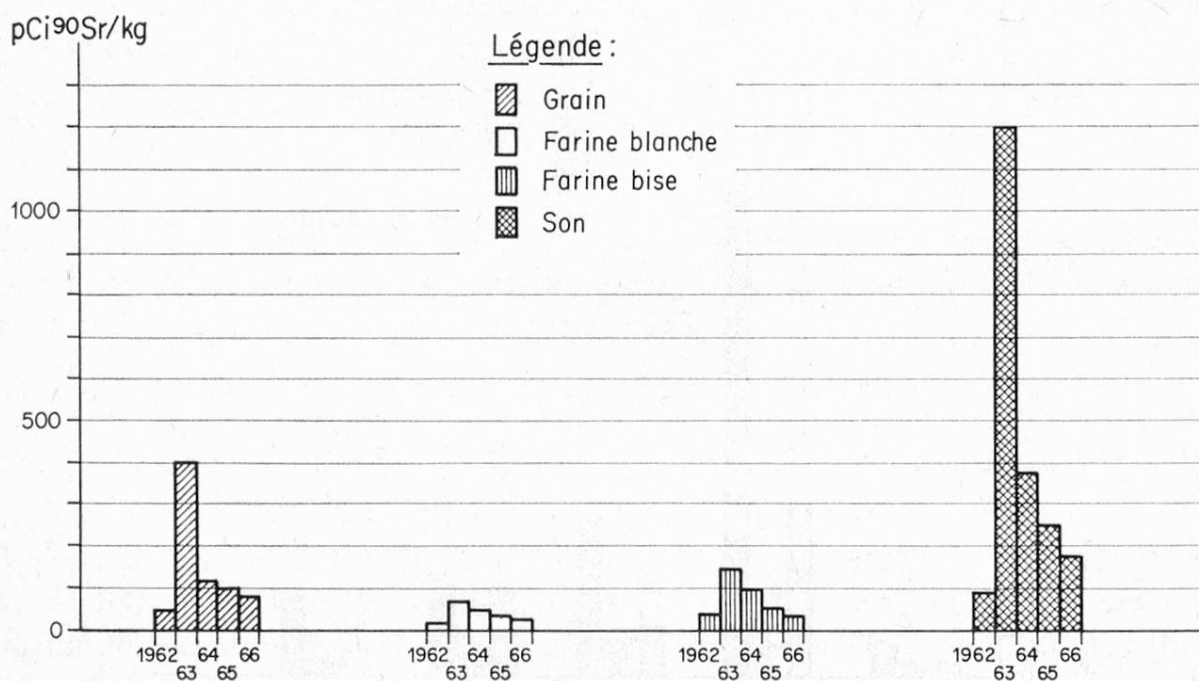 pCi⁹⁰Sr/kg
Légende :
Grain
Farine blanche
Farine bise
Son
1000
500
0
1962 64 66
63 65
1962 64 66
63 65
1962 64 66
63 65
1962 64 66
63 65